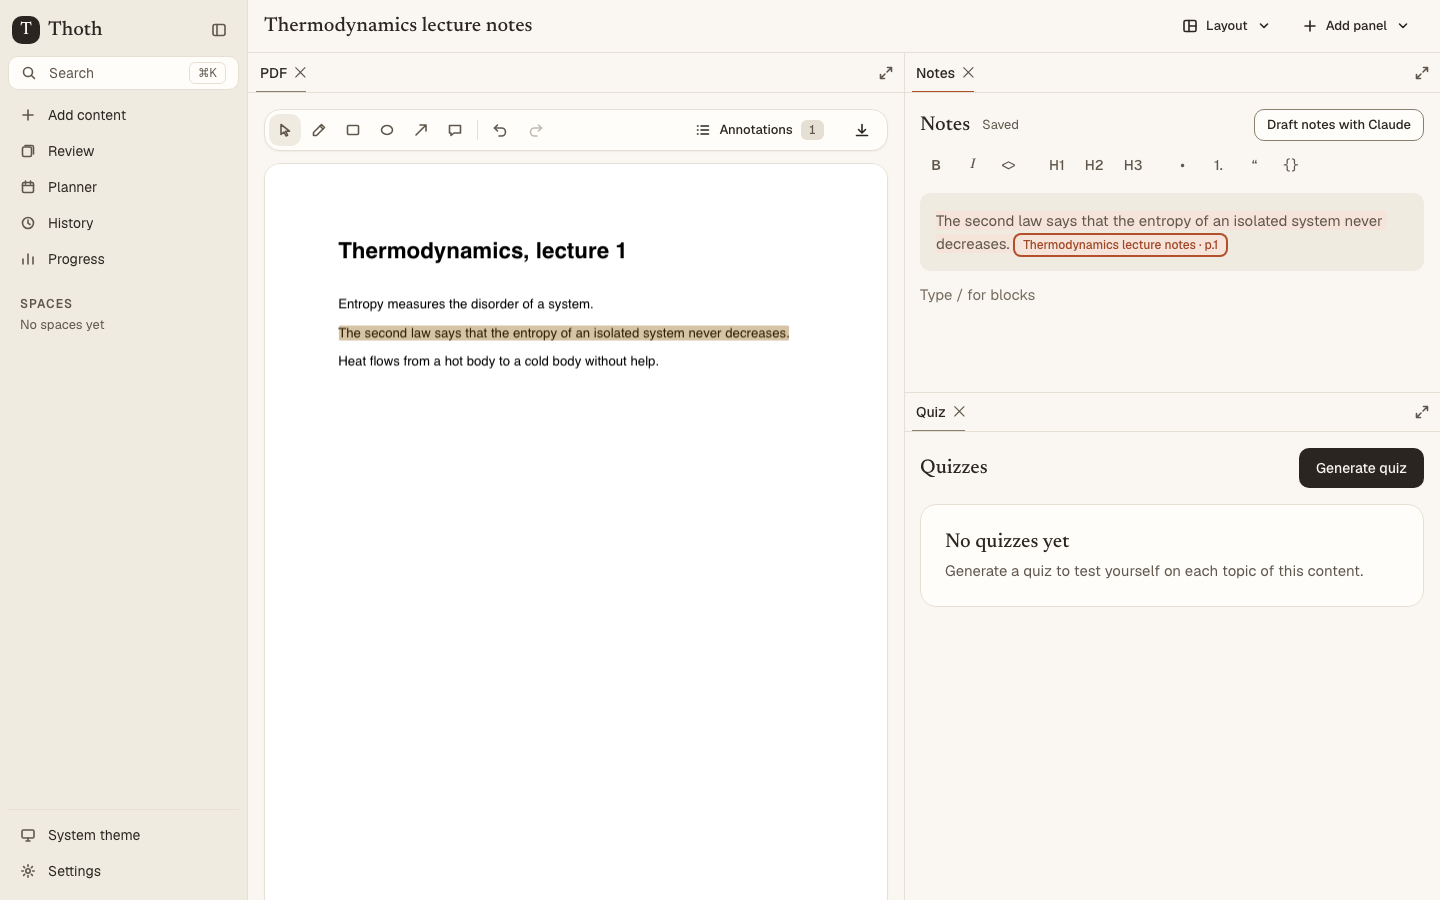 T Thoth
Search ⌘K
Add content
Review
Planner
History
Progress
SPACES
No spaces yet
System theme
Settings
Thermodynamics lecture notes
Layout
Add panel
PDF
Annotations 1
Thermodynamics, lecture 1
Entropy measures the disorder of a system.
The second law says that the entropy of an isolated system never decreases.
Heat flows from a hot body to a cold body without help.
Notes
Notes Saved
Draft notes with Claude
B I <> H1 H2 H3 • 1. “ {}
The second law says that the entropy of an isolated system never
decreases. Thermodynamics lecture notes · p.1
Type / for blocks
Quiz
Quizzes
Generate quiz
No quizzes yet
Generate a quiz to test yourself on each topic of this content.